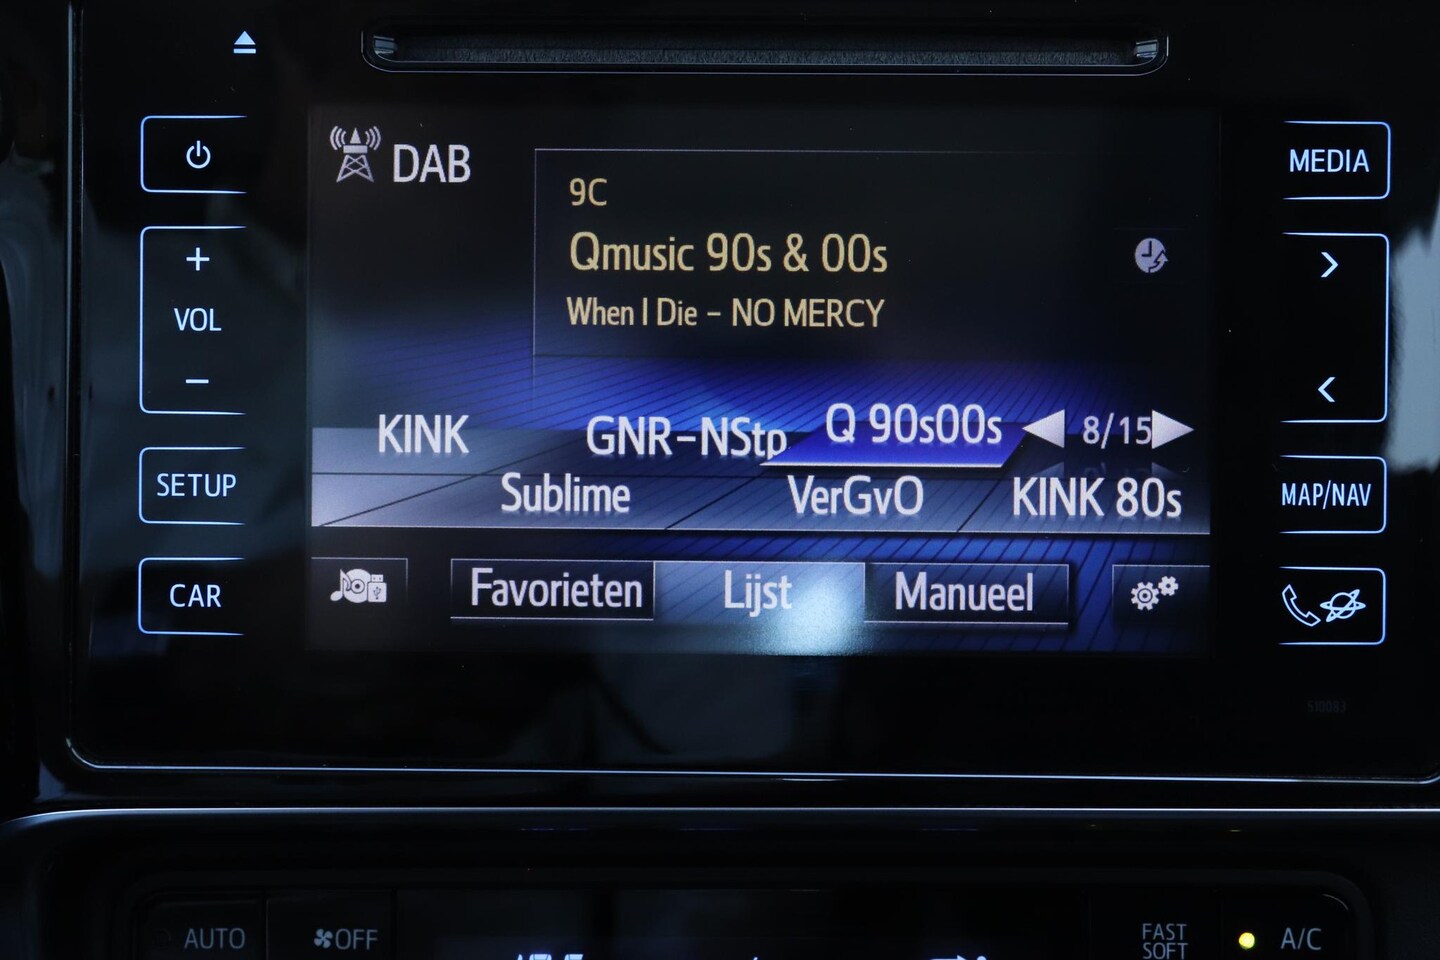 DAB
9C
Qmusic 90s & 00s
When I Die - NO MERCY
KINK
GNR-NStp
Q 90s00s
8/15
Sublime
VerGvO
KINK 80s
Favorieten
Lijst
Manueel
VOL
SETUP
CAR
MEDIA
MAP/NAV
510083
AUTO
OFF
FAST
SOFT
A/C